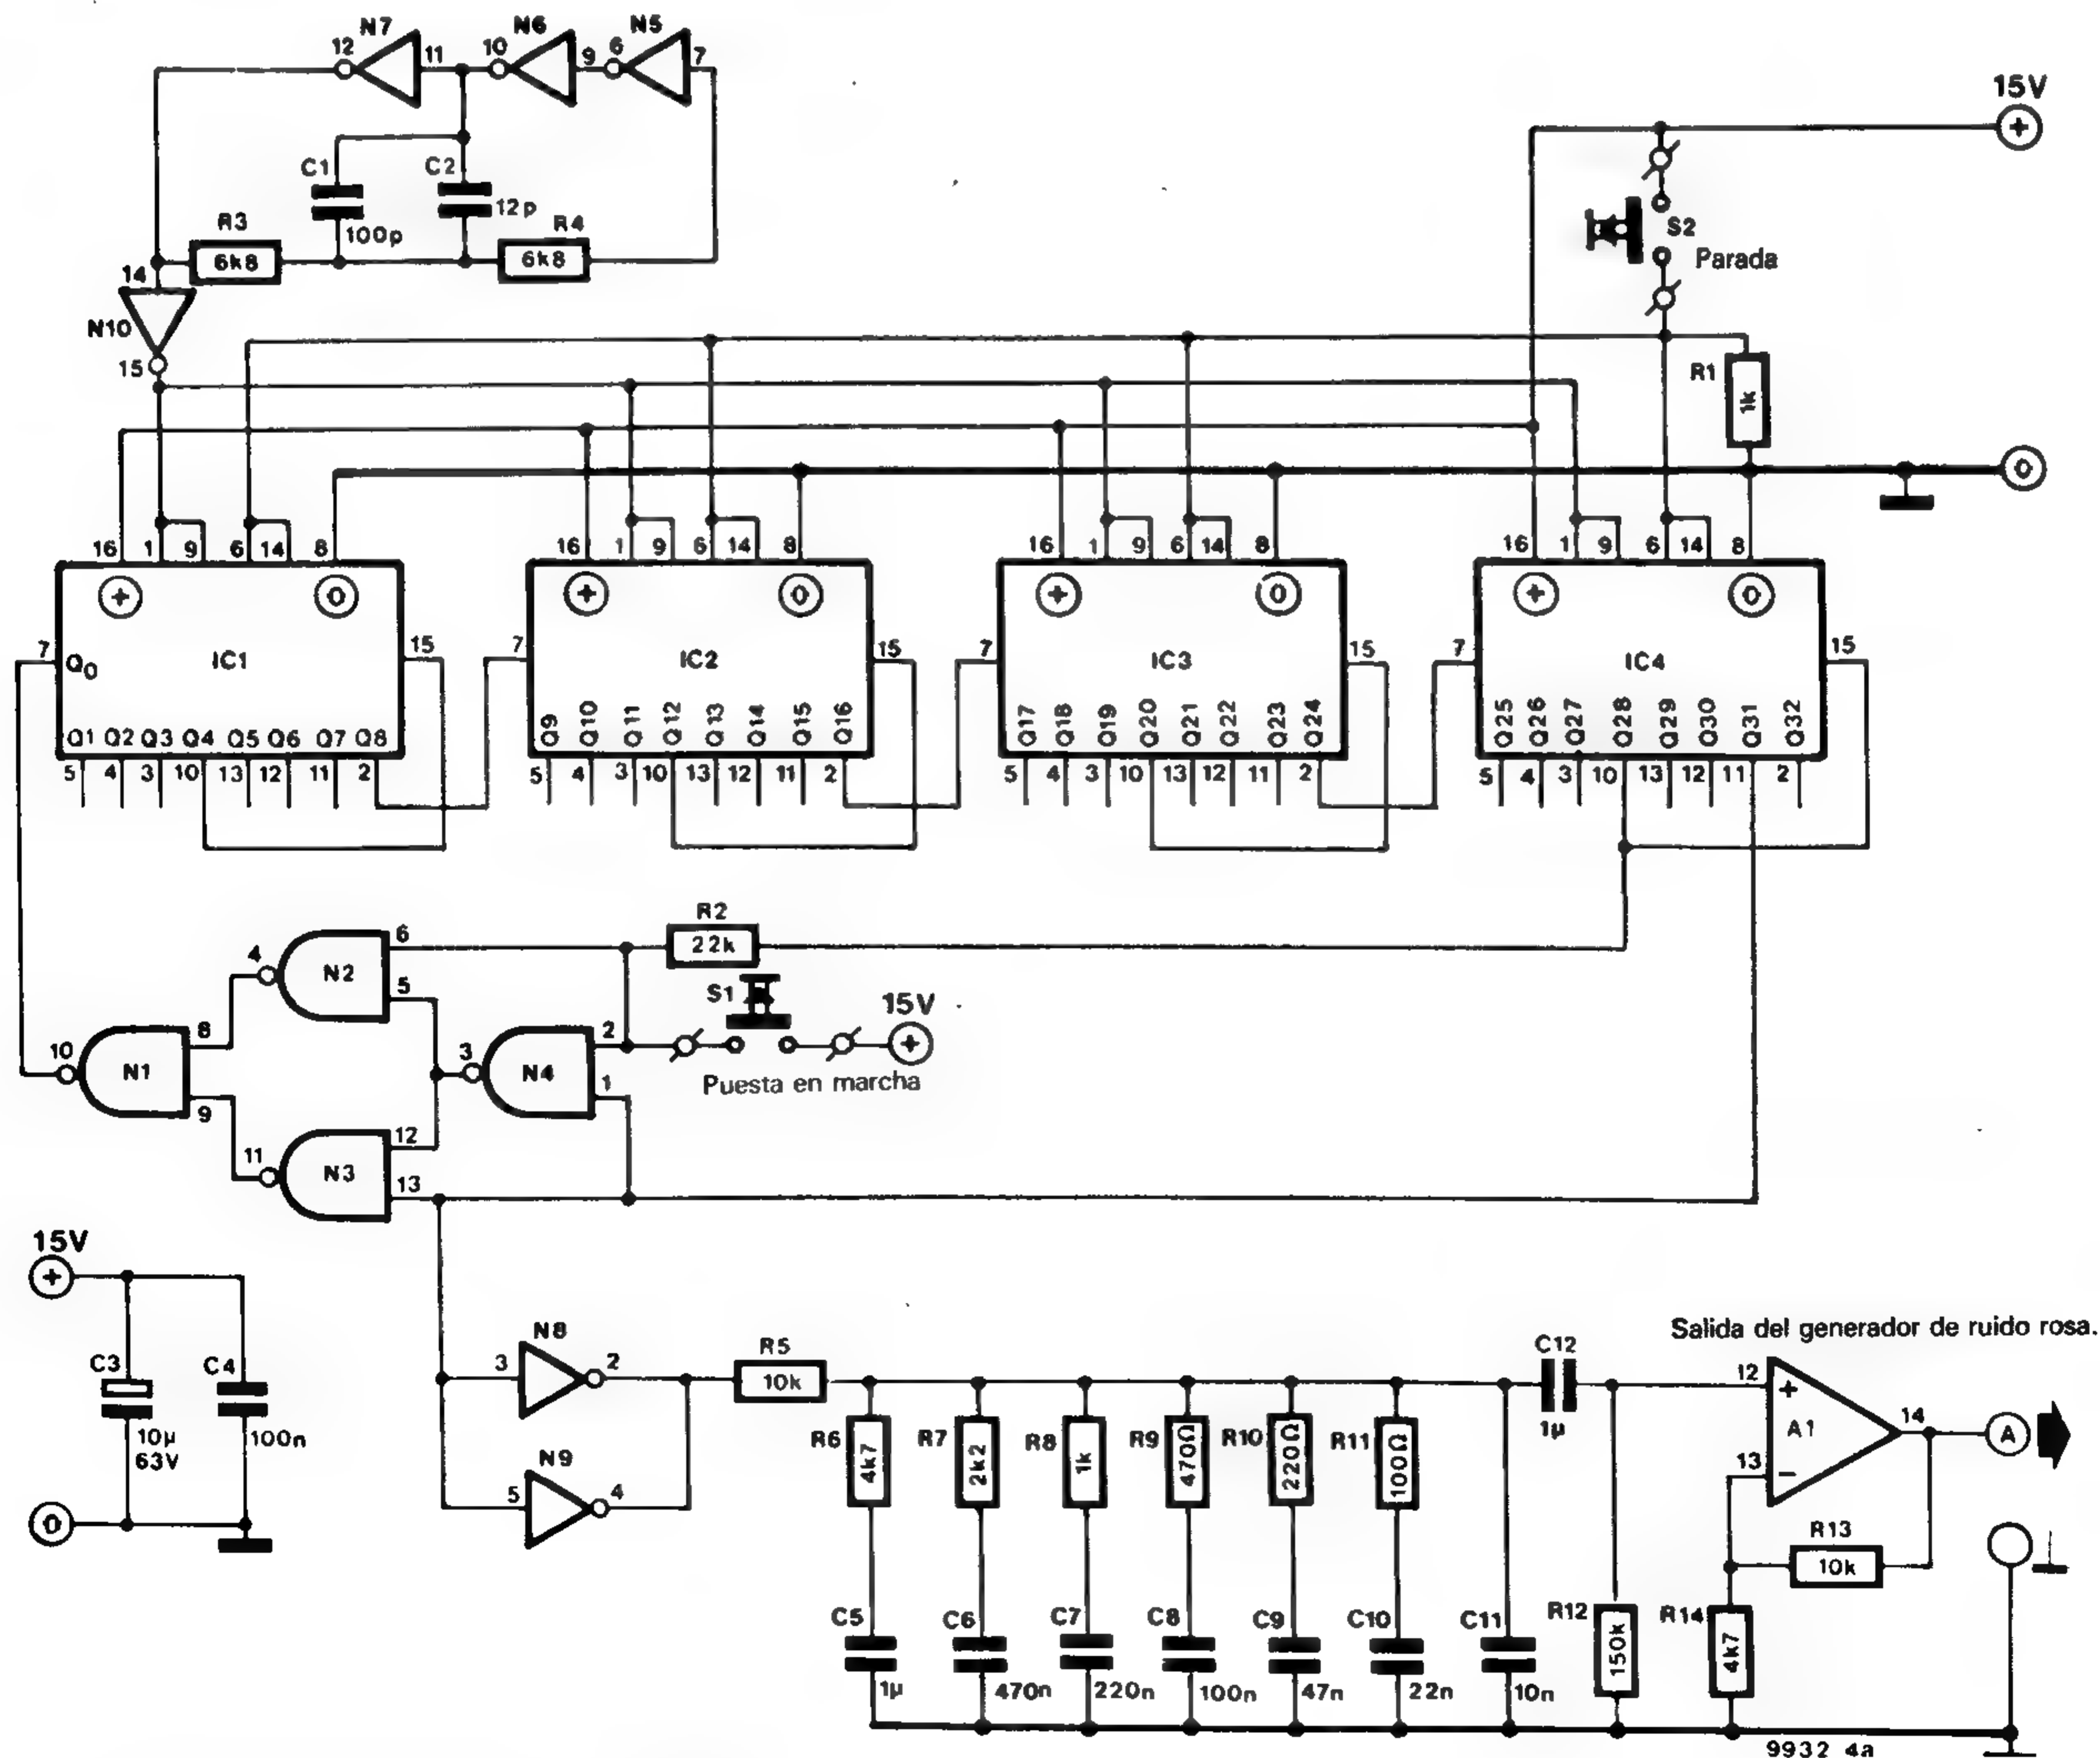 N7 N6 N5
12 11 10 9 6 7
15V
+
C1 C2
100p 12p
R3 R4
6k8 6k8
S2
Parada
14
N10
15
R1
1k
0
16 1 9 6 14 8
16 1 9 6 14 8
16 1 9 6 14 8
16 1 9 6 14 8
+ 0 + 0 + 0 + 0
7 Q0 IC1 15
7 IC2 15
7 IC3 15
7 IC4 15
Q1 Q2 Q3 Q4 Q5 Q6 Q7 Q8
Q9 Q10 Q11 Q12 Q13 Q14 Q15 Q16
Q17 Q18 Q19 Q20 Q21 Q22 Q23 Q24
Q25 Q26 Q27 Q28 Q29 Q30 Q31 Q32
5 4 3 10 13 12 11 2
5 4 3 10 13 12 11 2
5 4 3 10 13 12 11 2
5 4 3 10 13 12 11 2
R2
22k
4 N2 6
5
S1
15V
+
10 N1 8
9
3 N4 2
1
Puesta en marcha
11 N3 12
13
15V
+
C3 C4
10µ
63V
100n
0
N8
3 2
N9
5 4
R5
10k
R6 R7 R8 R9 R10 R11
4k7 2k2 1k 470Ω 220Ω 100Ω
C12
1µ
Salida del generador de ruido rosa.
12 +
A1 14
13 −
A
R13
10k
C5 C6 C7 C8 C9 C10 C11
1µ 470n 220n 100n 47n 22n 10n
R12 R14
150k 4k7
9932 4a